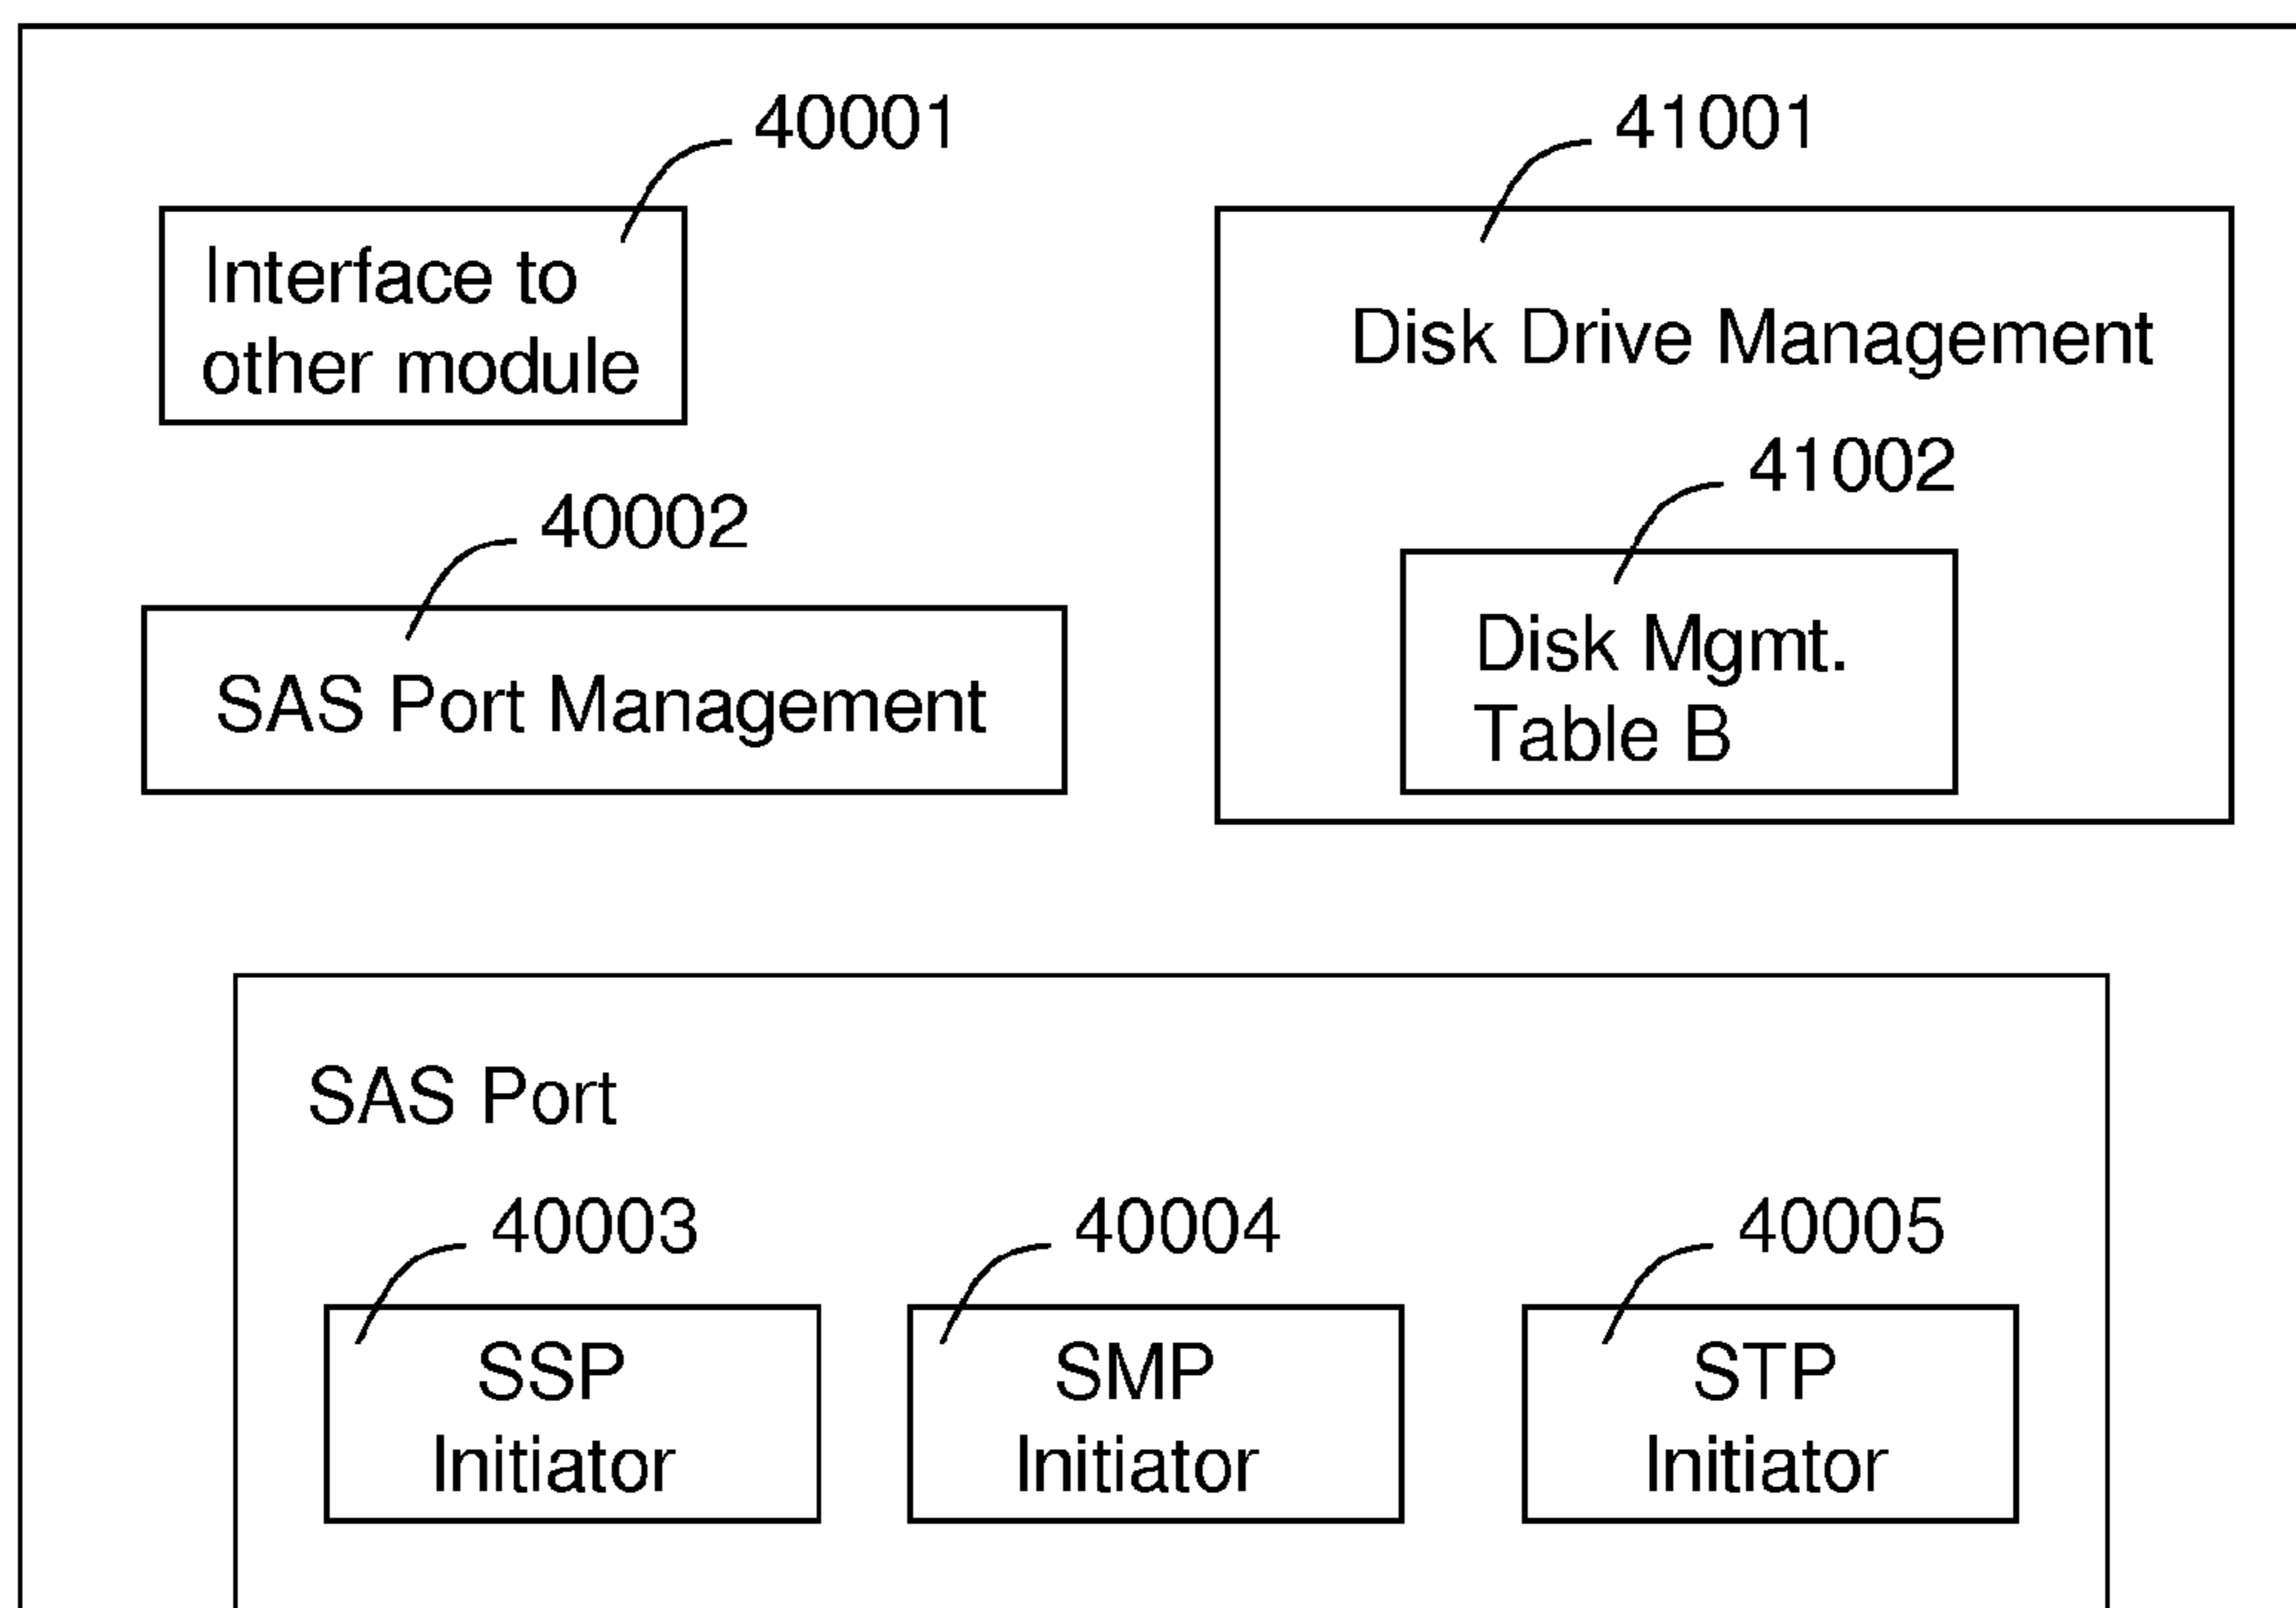 40001
Interface to
other module
41001
Disk Drive Management
41002
Disk Mgmt.
Table B
40002
SAS Port Management
SAS Port
40003
SSP
Initiator
40004
SMP
Initiator
40005
STP
Initiator